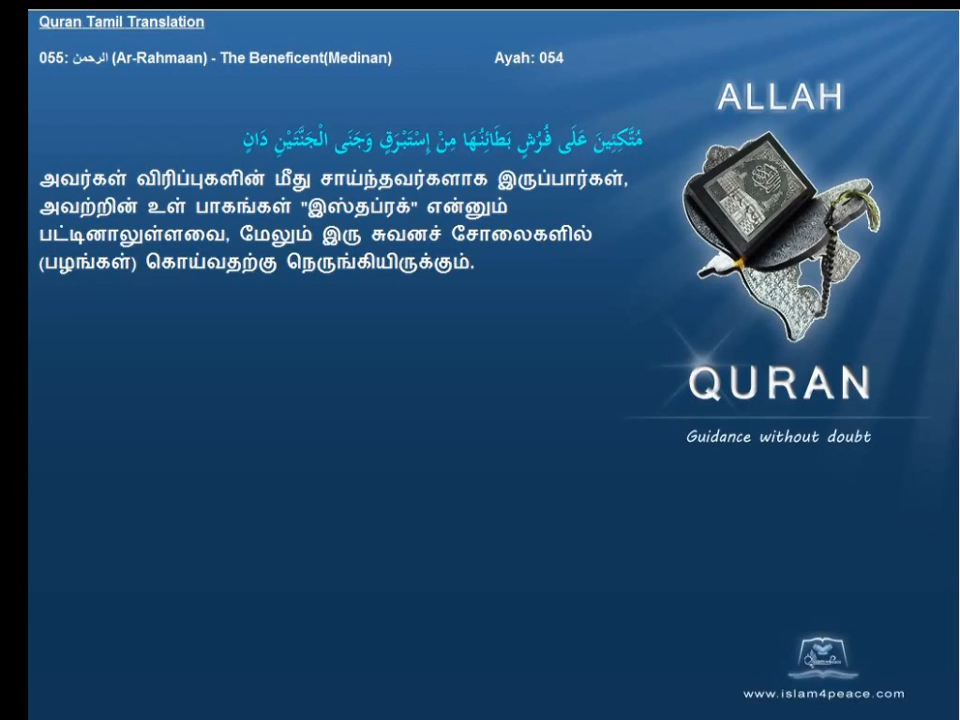 Quran Tamil Translation
055: الرحمن (Ar-Rahmaan) - The Beneficent(Medinan) Ayah: 054
ALLAH
مُتَّكِئِينَ عَلَى فُرُشٍ بَطَائِنُهَا مِنْ إِسْتَبْرَقٍ وَجَنَى الْجَنَّتَيْنِ دَانٍ
அவர்கள் விரிப்புகளின் மீது சாய்ந்தவர்களாக இருப்பார்கள்,
அவற்றின் உள் பாகங்கள் "இஸ்தப்ரக்" என்னும்
பட்டினாலுள்ளவை, மேலும் இரு சுவனச் சோலைகளில்
(பழங்கள்) கொய்வதற்கு நெருங்கியிருக்கும்.
QURAN
Guidance without doubt
www.islam4peace.com